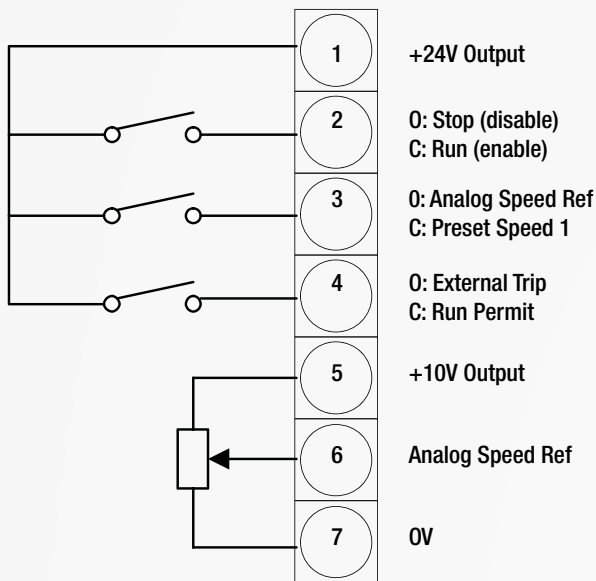 1 +24V Output
2 O: Stop (disable)
C: Run (enable)
3 O: Analog Speed Ref
C: Preset Speed 1
4 O: External Trip
C: Run Permit
5 +10V Output
6 Analog Speed Ref
7 0V